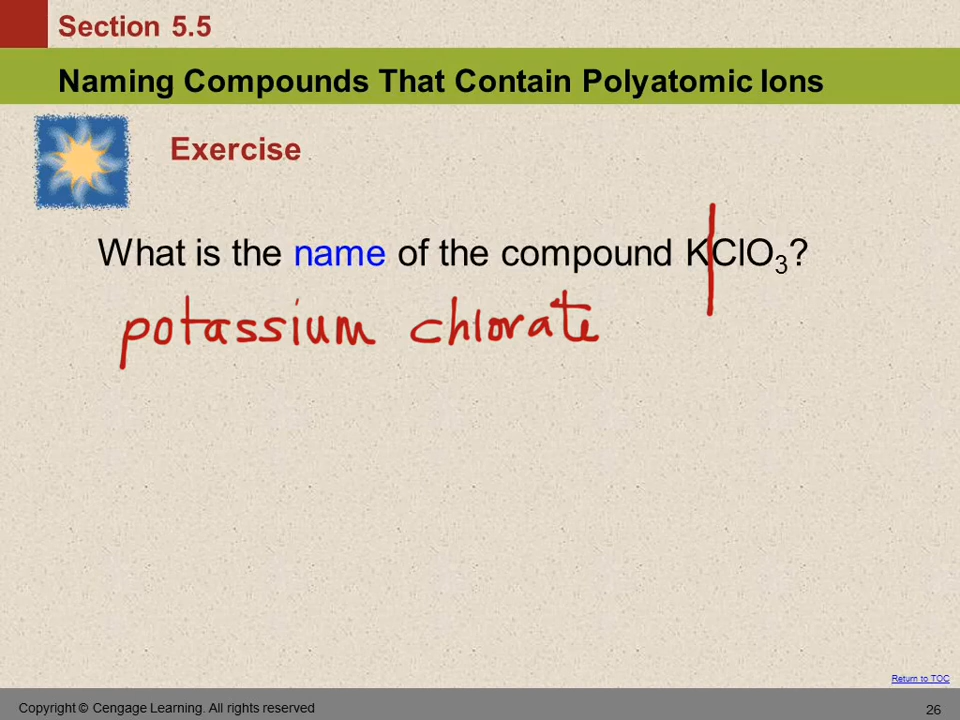 Section 5.5
Naming Compounds That Contain Polyatomic Ions
Exercise
What is the name of the compound KClO₃?
potassium chlorate
Return to TOC
Copyright © Cengage Learning. All rights reserved
26